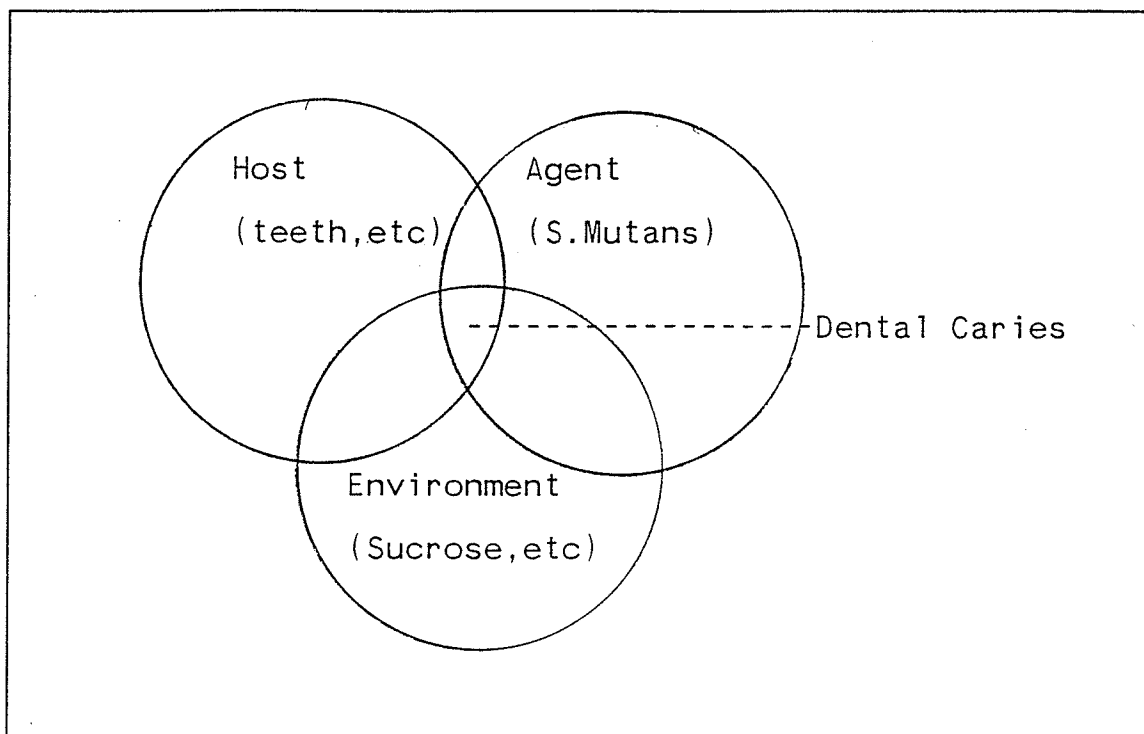 Host
(teeth,etc)
Agent
(S.Mutans)
Dental Caries
Environment
(Sucrose,etc)